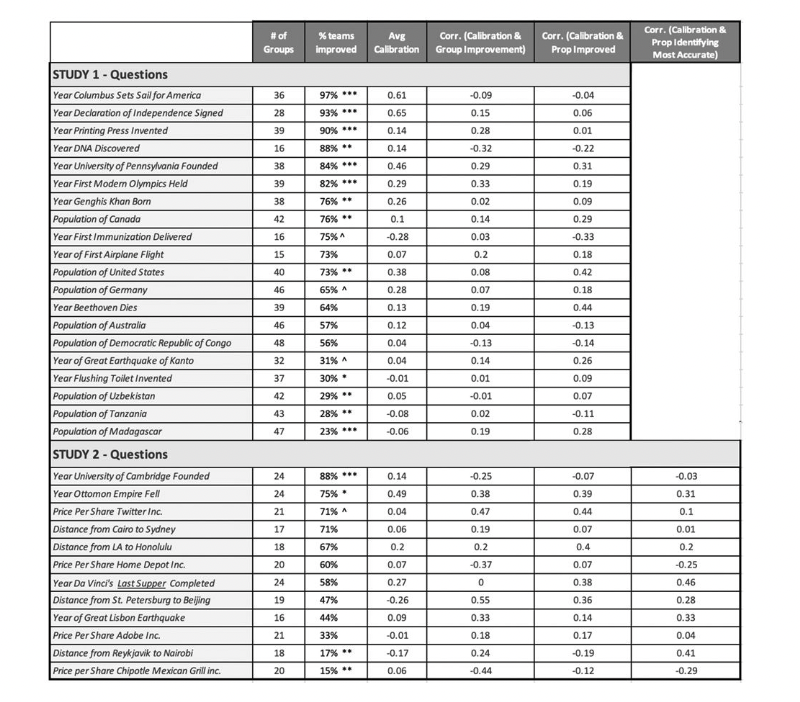 # of Groups | % teams improved | Avg Calibration | Corr. (Calibration & Group Improvement) | Corr. (Calibration & Prop Improved) | Corr. (Calibration & Prop Identifying Most Accurate)
STUDY 1 - Questions
Year Columbus Sets Sail for America 36 97% *** 0.61 -0.09 -0.04
Year Declaration of Independence Signed 28 93% *** 0.65 0.15 0.06
Year Printing Press Invented 39 90% *** 0.14 0.28 0.01
Year DNA Discovered 16 88% ** 0.14 -0.32 -0.22
Year University of Pennsylvania Founded 38 84% *** 0.46 0.29 0.31
Year First Modern Olympics Held 39 82% *** 0.29 0.33 0.19
Year Genghis Khan Born 38 76% ** 0.26 0.02 0.09
Population of Canada 42 76% ** 0.1 0.14 0.29
Year First Immunization Delivered 16 75% ^ -0.28 0.03 -0.33
Year of First Airplane Flight 15 73% 0.07 0.2 0.18
Population of United States 40 73% ** 0.38 0.08 0.42
Population of Germany 46 65% ^ 0.28 0.07 0.18
Year Beethoven Dies 39 64% 0.13 0.19 0.44
Population of Australia 46 57% 0.12 0.04 -0.13
Population of Democratic Republic of Congo 48 56% 0.04 -0.13 -0.14
Year of Great Earthquake of Kanto 32 31% ^ 0.04 0.14 0.26
Year Flushing Toilet Invented 37 30% * -0.01 0.01 0.09
Population of Uzbekistan 42 29% ** 0.05 -0.01 0.07
Population of Tanzania 43 28% ** -0.08 0.02 -0.11
Population of Madagascar 47 23% *** -0.06 0.19 0.28
STUDY 2 - Questions
Year University of Cambridge Founded 24 88% *** 0.14 -0.25 -0.07 -0.03
Year Ottomon Empire Fell 24 75% * 0.49 0.38 0.39 0.31
Price Per Share Twitter Inc. 21 71% ^ 0.04 0.47 0.44 0.1
Distance from Cairo to Sydney 17 71% 0.06 0.19 0.07 0.01
Distance from LA to Honolulu 18 67% 0.2 0.2 0.4 0.2
Price Per Share Home Depot Inc. 20 60% 0.07 -0.37 0.07 -0.25
Year Da Vinci's Last Supper Completed 24 58% 0.27 0 0.38 0.46
Distance from St. Petersburg to Beijing 19 47% -0.26 0.55 0.36 0.28
Year of Great Lisbon Earthquake 16 44% 0.09 0.33 0.14 0.33
Price Per Share Adobe Inc. 21 33% -0.01 0.18 0.17 0.04
Distance from Reykjavik to Nairobi 18 17% ** -0.17 0.24 -0.19 0.41
Price per Share Chipotle Mexican Grill inc. 20 15% ** 0.06 -0.44 -0.12 -0.29